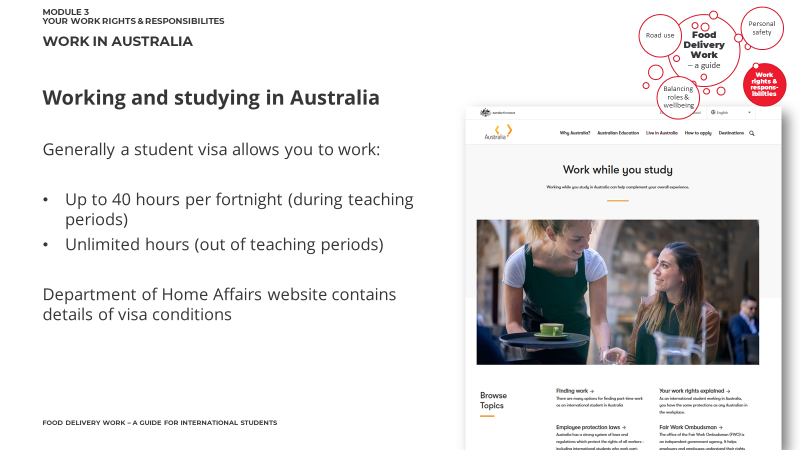 MODULE 3
YOUR WORK RIGHTS & RESPONSIBILITES
WORK IN AUSTRALIA
Road use
Food
Delivery
Work
– a guide
Personal
safety
Work
rights &
respons-
ibilities
Balancing
roles &
wellbeing
Working and studying in Australia
Generally a student visa allows you to work:
• Up to 40 hours per fortnight (during teaching
periods)
• Unlimited hours (out of teaching periods)
Department of Home Affairs website contains
details of visa conditions
English
Australia
Why Australia? Australian Education Live in Australia How to apply Destinations
Work while you study
Working while you study in Australia can help complement your overall experience.
Browse
Topics
Finding work →
There are many options for finding part-time work
as an international student in Australia
Your work rights explained →
As an international student working in Australia,
you have the same protections as any Australian in
the workplace.
Employee protection laws →
Australia has a strong system of laws and
regulations which protect the rights of all workers -
including international students who work part-
Fair Work Ombudsman →
The office of the Fair Work Ombudsman (FWO) is
an independent government agency. It helps
employees and employers understand their rights
FOOD DELIVERY WORK – A GUIDE FOR INTERNATIONAL STUDENTS